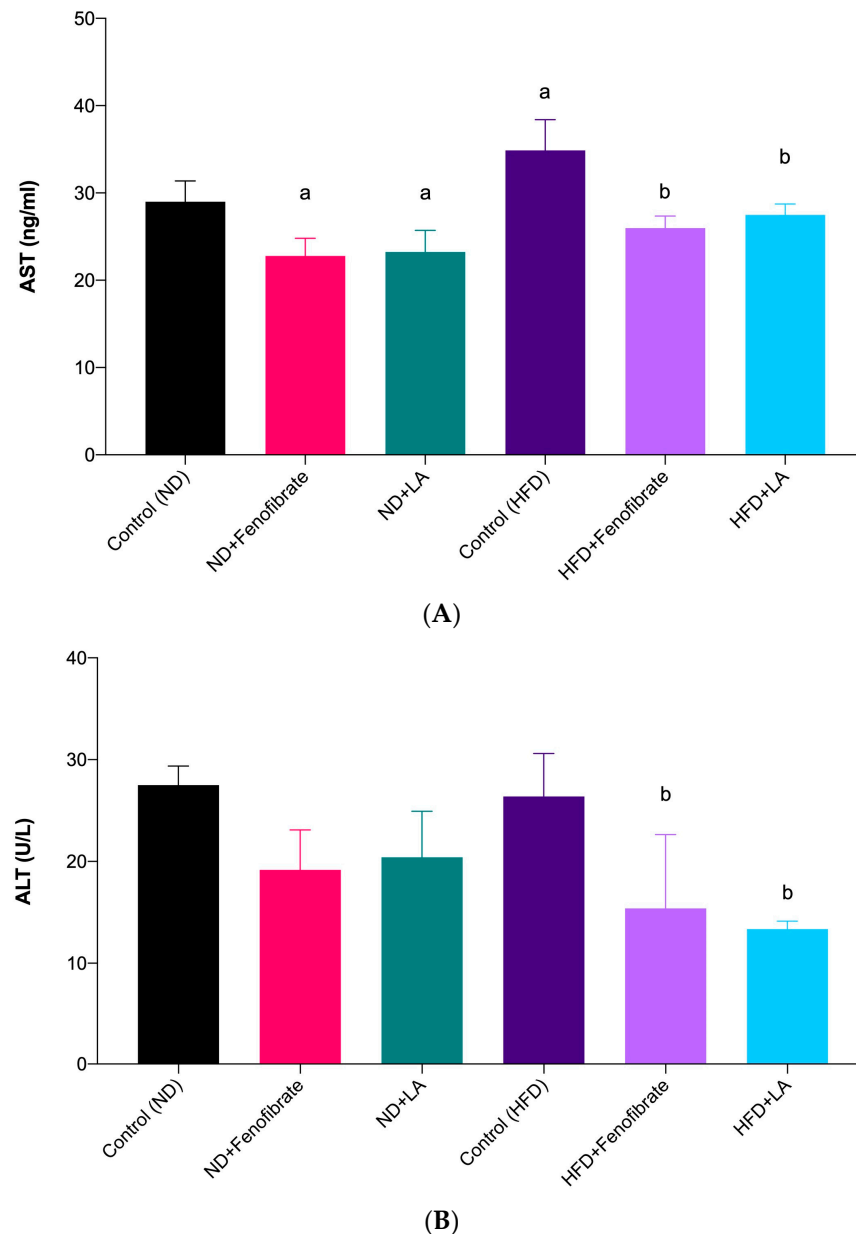 50
a
40
a
a
b
b
30
AST (ng/ml)
20
10
0
Control (ND)
ND+Fenofibrate
ND+LA
Control (HFD)
HFD+Fenofibrate
HFD+LA
(A)
40
30
b
ALT (U/L)
20
b
10
0
Control (ND)
ND+Fenofibrate
ND+LA
Control (HFD)
HFD+Fenofibrate
HFD+LA
(B)